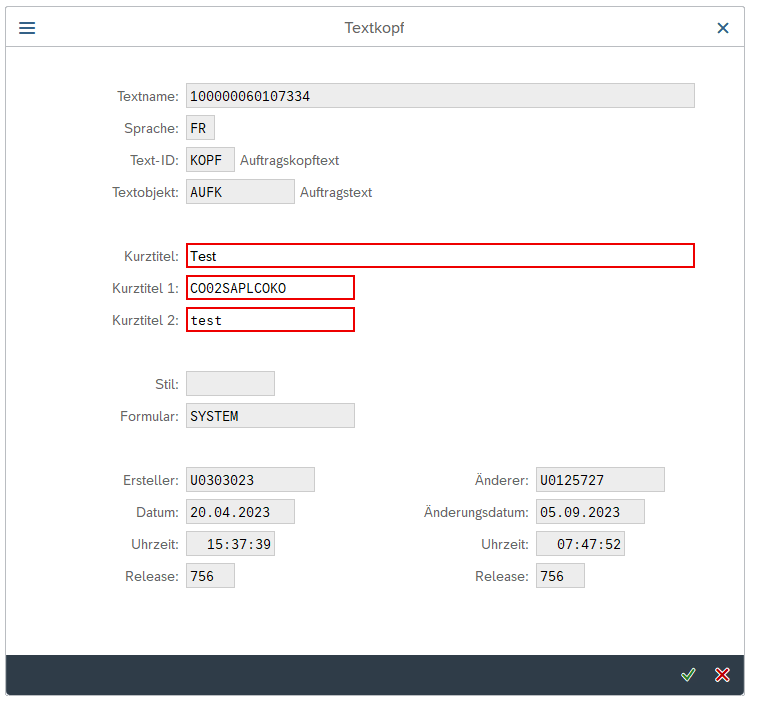 Textkopf
Textname: 100000060107334
Sprache: FR
Text-ID: KOPF Auftragskopftext
Textobjekt: AUFK Auftragstext
Kurztitel: Test
Kurztitel 1: CO02SAPLCOKO
Kurztitel 2: test
Stil:
Formular: SYSTEM
Ersteller: U0303023 Änderer: U0125727
Datum: 20.04.2023 Änderungsdatum: 05.09.2023
Uhrzeit: 15:37:39 Uhrzeit: 07:47:52
Release: 756 Release: 756